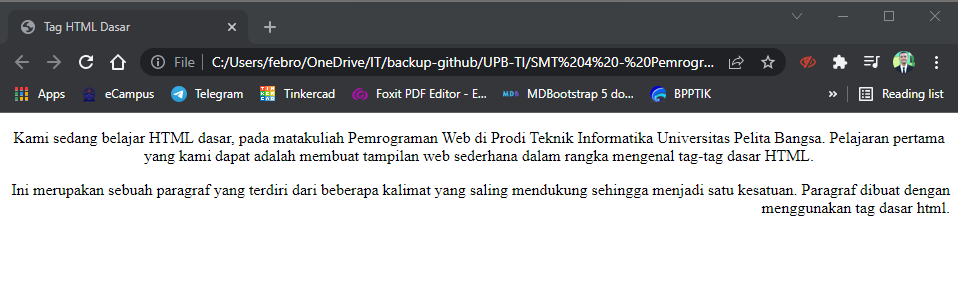 Tag HTML Dasar
File | C:/Users/febro/OneDrive/IT/backup-github/UPB-TI/SMT%204%20-%20Pemrogr...
Apps eCampus Telegram Tinkercad Foxit PDF Editor - E... MDB MDBootstrap 5 do... BPPTIK » Reading list
Kami sedang belajar HTML dasar, pada matakuliah Pemrograman Web di Prodi Teknik Informatika Universitas Pelita Bangsa. Pelajaran pertama
yang kami dapat adalah membuat tampilan web sederhana dalam rangka mengenal tag-tag dasar HTML.
Ini merupakan sebuah paragraf yang terdiri dari beberapa kalimat yang saling mendukung sehingga menjadi satu kesatuan. Paragraf dibuat dengan
menggunakan tag dasar html.